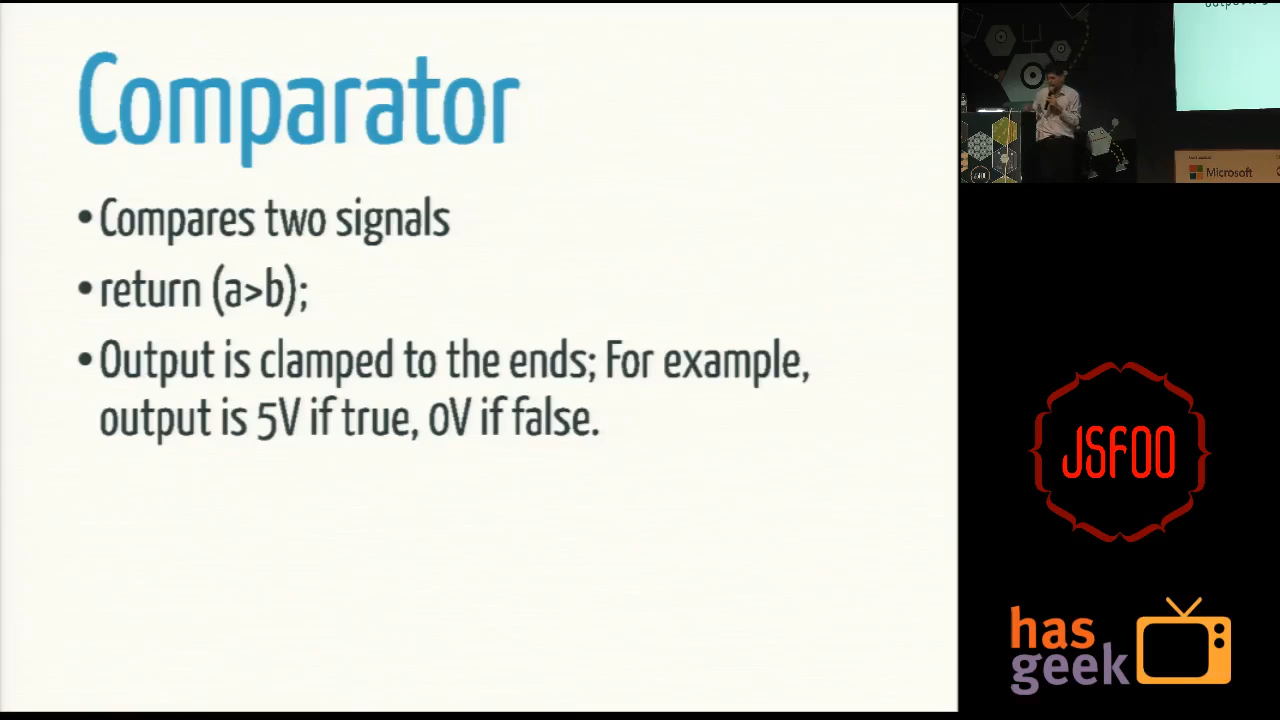 Comparator
• Compares two signals
• return (a>b);
• Output is clamped to the ends; For example,
output is 5V if true, 0V if false.
Microsoft
JSFOO
has
geek